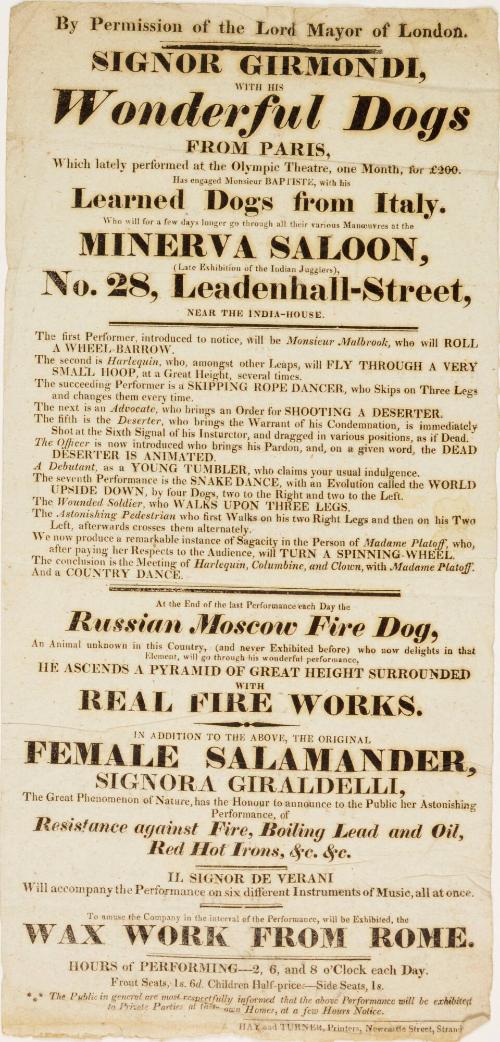 By Permission of the Lord Mayor of London.
SIGNOR GIRMONDI,
WITH HIS
Wonderful Dogs
FROM PARIS,
Which lately performed at the Olympic Theatre, one Month, for £200.
Has engaged Monsieur BAPTISTE, with his
Learned Dogs from Italy.
Who will for a few days longer go through all their various Manœuvres at the
MINERVA SALOON,
(Late Exhibition of the Indian Jugglers),
No. 28, Leadenhall-Street,
NEAR THE INDIA-HOUSE.
The first Performer, introduced to notice, will be Monsieur Malbrook, who will ROLL
A WHEEL-BARROW.
The second is Harlequin, who, amongst other Leaps, will FLY THROUGH A VERY
SMALL HOOP, at a Great Height, several times.
The succeeding Performer is a SKIPPING ROPE DANCER, who Skips on Three Legs
and changes them every time.
The next is an Advocate, who brings an Order for SHOOTING A DESERTER.
The fifth is the Deserter, who brings the Warrant of his Condemnation, is immediately
Shot at the Sixth Signal of his Insturctor, and dragged in various positions, as if Dead.
The Officer is now introduced who brings his Pardon, and, on a given word, the DEAD
DESERTER IS ANIMATED.
A Debutant, as a YOUNG TUMBLER, who claims your usual indulgence.
The seventh Performance is the SNAKE DANCE, with an Evolution called the WORLD
UPSIDE DOWN, by four Dogs, two to the Right and two to the Left.
The Wounded Soldier, who WALKS UPON THREE LEGS.
The Astonishing Pedestrian who first Walks on his two Right Legs and then on his Two
Left, afterwards crosses them alternately.
We now produce a remarkable instance of Sagacity in the Person of Madame Platoff, who,
after paying her Respects to the Audience, will TURN A SPINNING-WHEEL.
The conclusion is the Meeting of Harlequin, Columbine, and Clown, with Madame Platoff.
And a COUNTRY DANCE.
At the End of the last Performance each Day the
Russian Moscow Fire Dog,
An Animal unknown in this Country, (and never Exhibited before) who now delights in that
Element, will go through his wonderful performance,
HE ASCENDS A PYRAMID OF GREAT HEIGHT SURROUNDED
WITH
REAL FIRE WORKS.
IN ADDITION TO THE ABOVE, THE ORIGINAL
FEMALE SALAMANDER,
SIGNORA GIRALDELLI,
The Great Phenomenon of Nature, has the Honour to announce to the Public her Astonishing
Performance, of
Resistance against Fire, Boiling Lead and Oil,
Red Hot Irons, &c. &c.
IL SIGNOR DE VERANI
Will accompany the Performance on six different Instruments of Music, all at once.
To amuse the Company in the interval of the Performance, will be Exhibited, the
WAX WORK FROM ROME.
HOURS of PERFORMING—2, 6, and 8 o'Clock each Day.
Front Seats, 1s. 6d. Children Half-price.—Side Seats, 1s.
*** The Public in general are most respectfully informed that the above Performance will be exhibited
to Private Parties at their own Homes, at a few Hours Notice.
HAY and TURNER, Printers, Newcastle Street, Strand